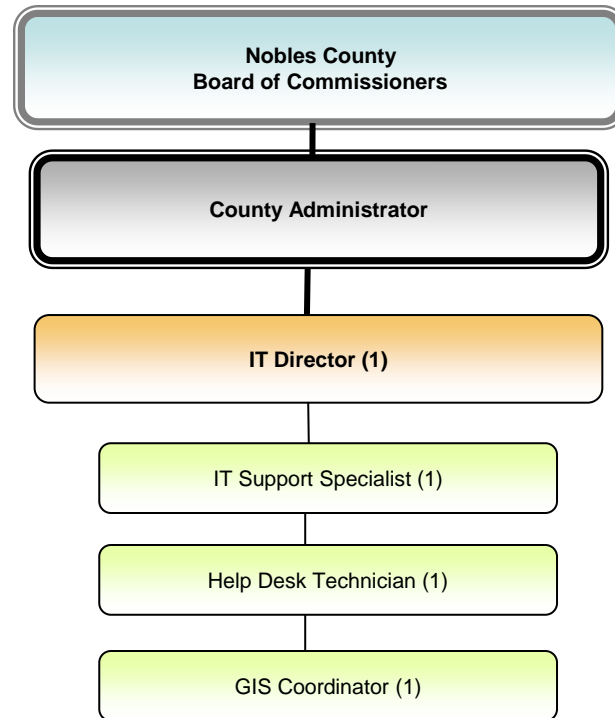 Nobles County
Board of Commissioners
County Administrator
IT Director (1)
IT Support Specialist (1)
Help Desk Technician (1)
GIS Coordinator (1)